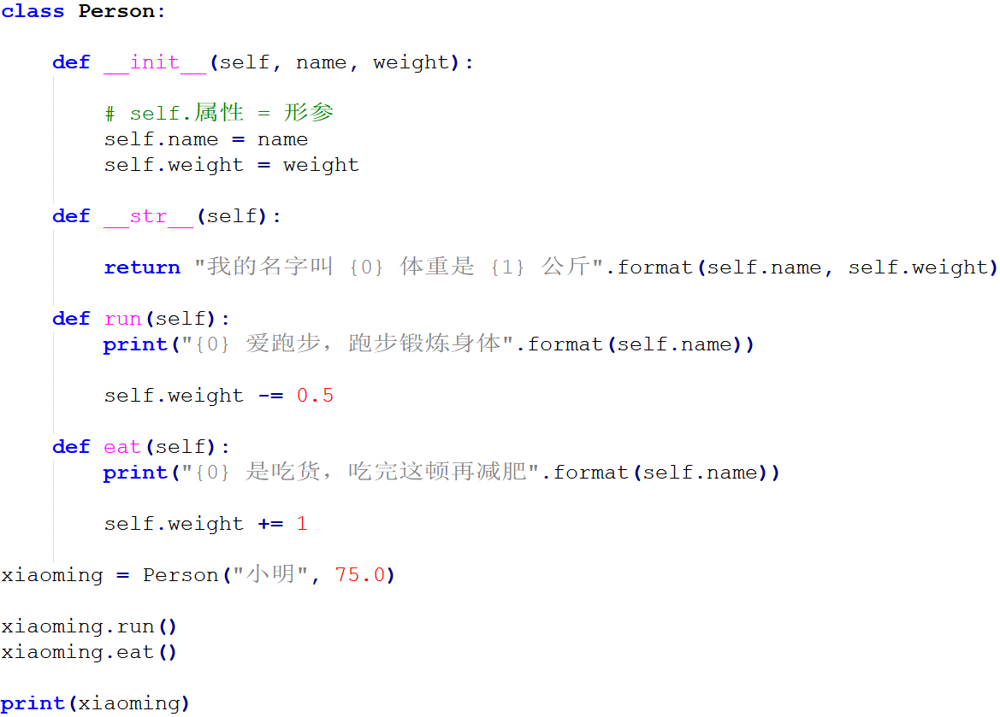 class Person:
    def __init__(self, name, weight):
        # self.属性 = 形参
        self.name = name
        self.weight = weight
    def __str__(self):
        return "我的名字叫 {0} 体重是 {1} 公斤".format(self.name, self.weight)
    def run(self):
        print("{0} 爱跑步，跑步锻炼身体".format(self.name))
        self.weight -= 0.5
    def eat(self):
        print("{0} 是吃货，吃完这顿再减肥".format(self.name))
        self.weight += 1
xiaoming = Person("小明", 75.0)
xiaoming.run()
xiaoming.eat()
print(xiaoming)